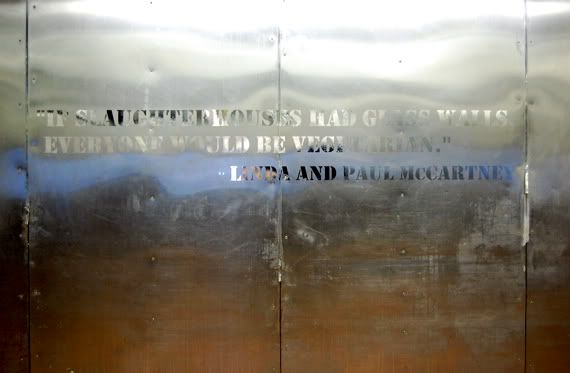 "IF SLAUGHTERHOUSES HAD GLASS WALLS
EVERYONE WOULD BE VEGETARIAN."
- LINDA AND PAUL McCARTNEY